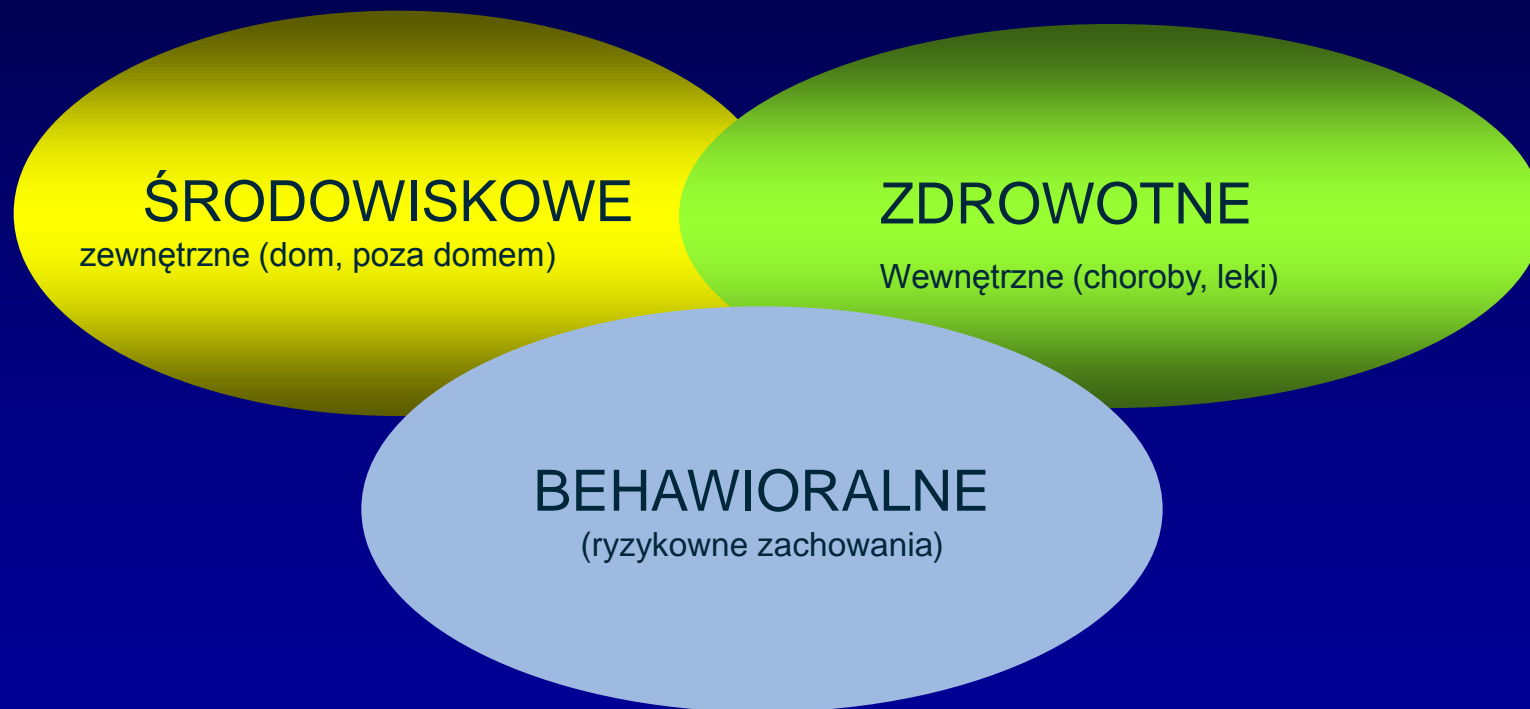 ŚRODOWISKOWE
zewnętrzne (dom, poza domem)
ZDROWOTNE
Wewnętrzne (choroby, leki)
BEHAWIORALNE
(ryzykowne zachowania)